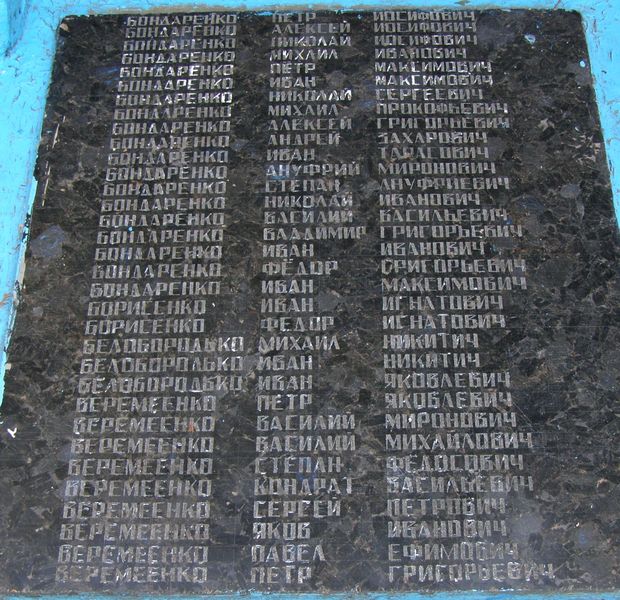 БОНДАРЕНКО ПЕТР ИОСИФОВИЧ
БОНДАРЕНКО АЛЕКСЕЙ ИОСИФОВИЧ
БОНДАРЕНКО НИКОЛАЙ ИОСИФОВИЧ
БОНДАРЕНКО МИХАИЛ ИВАНОВИЧ
БОНДАРЕНКО ПЕТР МАКСИМОВИЧ
БОНДАРЕНКО ИВАН МАКСИМОВИЧ
БОНДАРЕНКО НИКОЛАЙ СЕРГЕЕВИЧ
БОНДАРЕНКО МИХАИЛ ПРОКОФЬЕВИЧ
БОНДАРЕНКО АЛЕКСЕЙ ГРИГОРЬЕВИЧ
БОНДАРЕНКО АНДРЕЙ ЗАХАРОВИЧ
БОНДАРЕНКО ИВАН ТАРАСОВИЧ
БОНДАРЕНКО АНУФРИЙ МИРОНОВИЧ
БОНДАРЕНКО СТЕПАН АНУФРИЕВИЧ
БОНДАРЕНКО НИКОЛАЙ ИВАНОВИЧ
БОНДАРЕНКО ВАСИЛИЙ ВАСИЛЬЕВИЧ
БОНДАРЕНКО ВЛАДИМИР ГРИГОРЬЕВИЧ
БОНДАРЕНКО ИВАН ИВАНОВИЧ
БОНДАРЕНКО ФЁДОР ГРИГОРЬЕВИЧ
БОНДАРЕНКО ИВАН МАКСИМОВИЧ
БОРИСЕНКО ИВАН ИГНАТОВИЧ
БОРИСЕНКО ФЕДОР ИГНАТОВИЧ
БЕЛОБОРОДЬКО МИХАИЛ НИКИТИЧ
БЕЛОБОРОДЬКО ИВАН НИКИТИЧ
БЕЛОБОРОДЬКО ИВАН ЯКОВЛЕВИЧ
ВЕРЕМЕЕНКО ПЕТР ЯКОВЛЕВИЧ
ВЕРЕМЕЕНКО ВАСИЛИЙ МИРОНОВИЧ
ВЕРЕМЕЕНКО ВАСИЛИЙ МИХАЙЛОВИЧ
ВЕРЕМЕЕНКО СТЕПАН ФЕДОСОВИЧ
ВЕРЕМЕЕНКО КОНДРАТ ВАСИЛЬЕВИЧ
ВЕРЕМЕЕНКО СЕРГЕЙ ПЕТРОВИЧ
ВЕРЕМЕЕНКО ЯКОВ ИВАНОВИЧ
ВЕРЕМЕЕНКО ПАВЕЛ ЕФИМОВИЧ
ВЕРЕМЕЕНКО ПЕТР ГРИГОРЬЕВИЧ